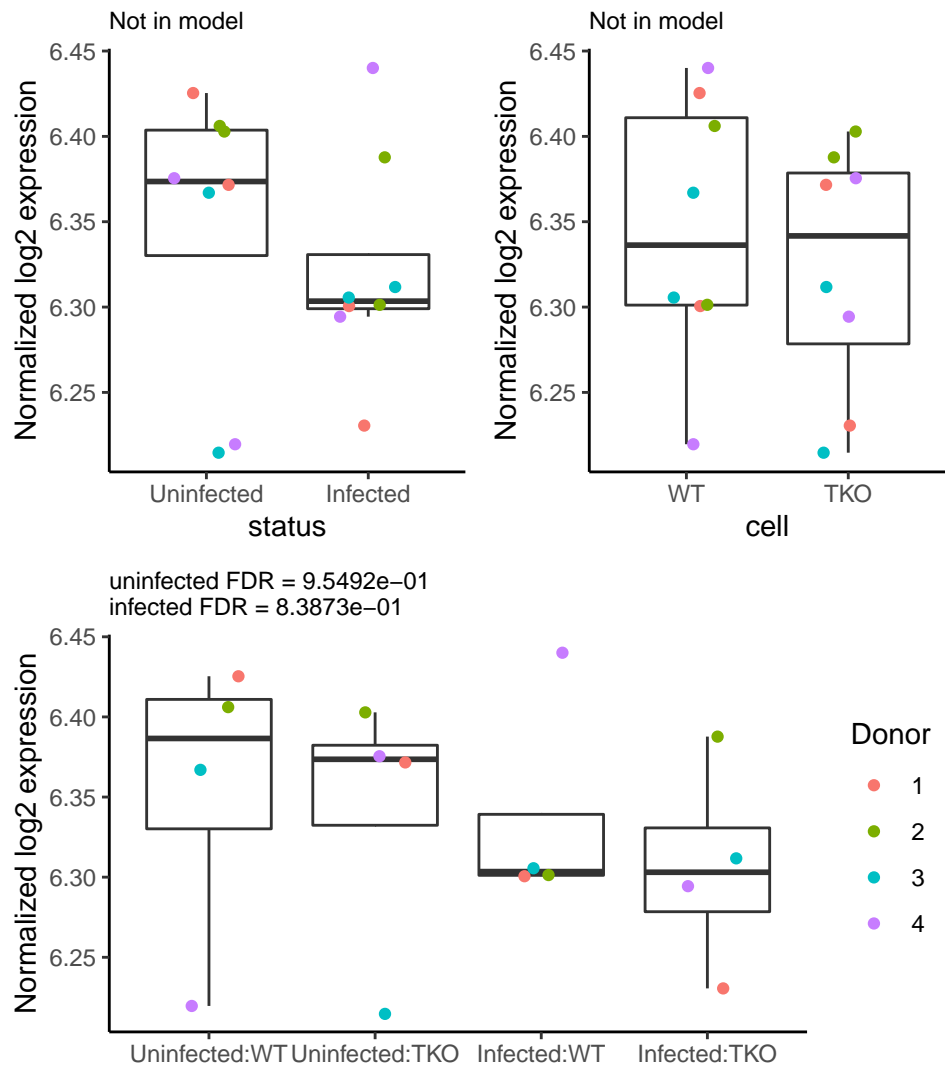 Not in model
Normalized log2 expression
6.45
6.40
6.35
6.30
6.25
Uninfected
Infected
status
Not in model
Normalized log2 expression
6.45
6.40
6.35
6.30
6.25
WT
TKO
cell
uninfected FDR = 9.5492e−01
infected FDR = 8.3873e−01
Normalized log2 expression
6.45
6.40
6.35
6.30
6.25
Uninfected:WT
Uninfected:TKO
Infected:WT
Infected:TKO
Donor
1
2
3
4